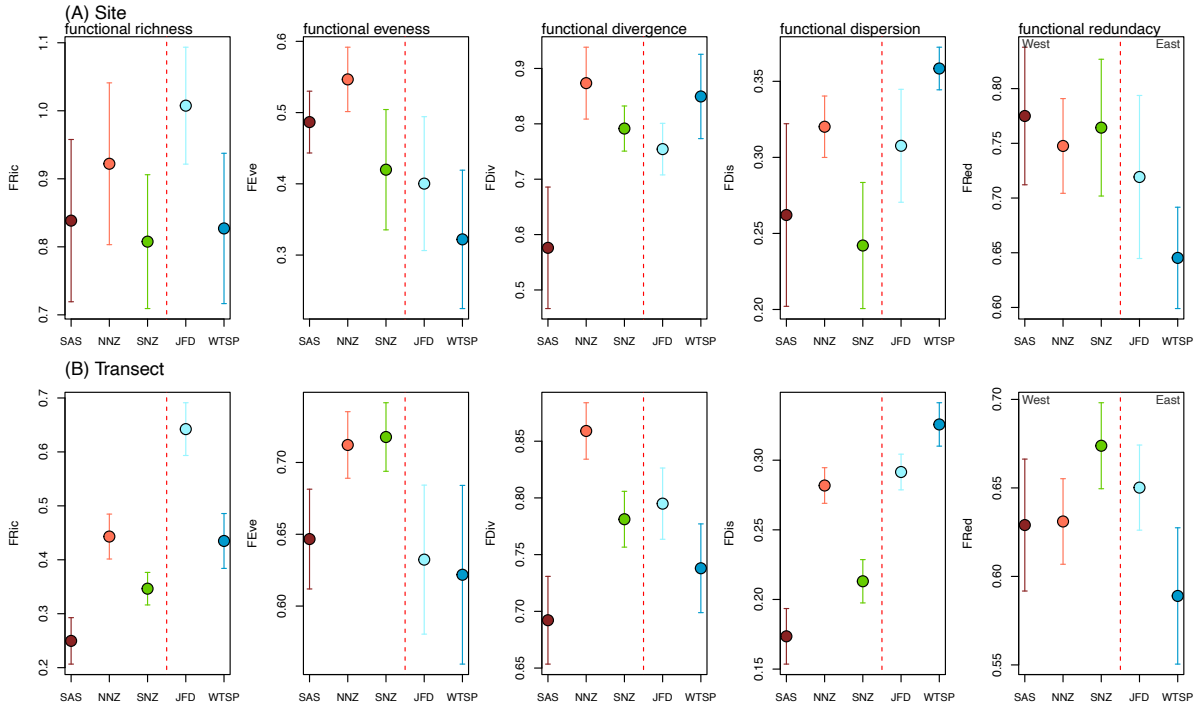 (A) Site
functional richness
functional eveness
functional divergence
functional dispersion
functional redundacy
FRic
1.1
1.0
0.9
0.8
0.7
SAS NNZ SNZ JFD WTSP
FEve
0.6
0.5
0.4
0.3
SAS NNZ SNZ JFD WTSP
FDiv
0.9
0.8
0.7
0.6
0.5
SAS NNZ SNZ JFD WTSP
FDis
0.35
0.30
0.25
0.20
SAS NNZ SNZ JFD WTSP
West East
FRed
0.80
0.75
0.70
0.65
0.60
SAS NNZ SNZ JFD WTSP
(B) Transect
FRic
0.7
0.6
0.5
0.4
0.3
0.2
SAS NNZ SNZ JFD WTSP
FEve
0.70
0.65
0.60
SAS NNZ SNZ JFD WTSP
FDiv
0.85
0.80
0.75
0.70
0.65
SAS NNZ SNZ JFD WTSP
FDis
0.30
0.25
0.20
0.15
SAS NNZ SNZ JFD WTSP
West East
FRed
0.70
0.65
0.60
0.55
SAS NNZ SNZ JFD WTSP